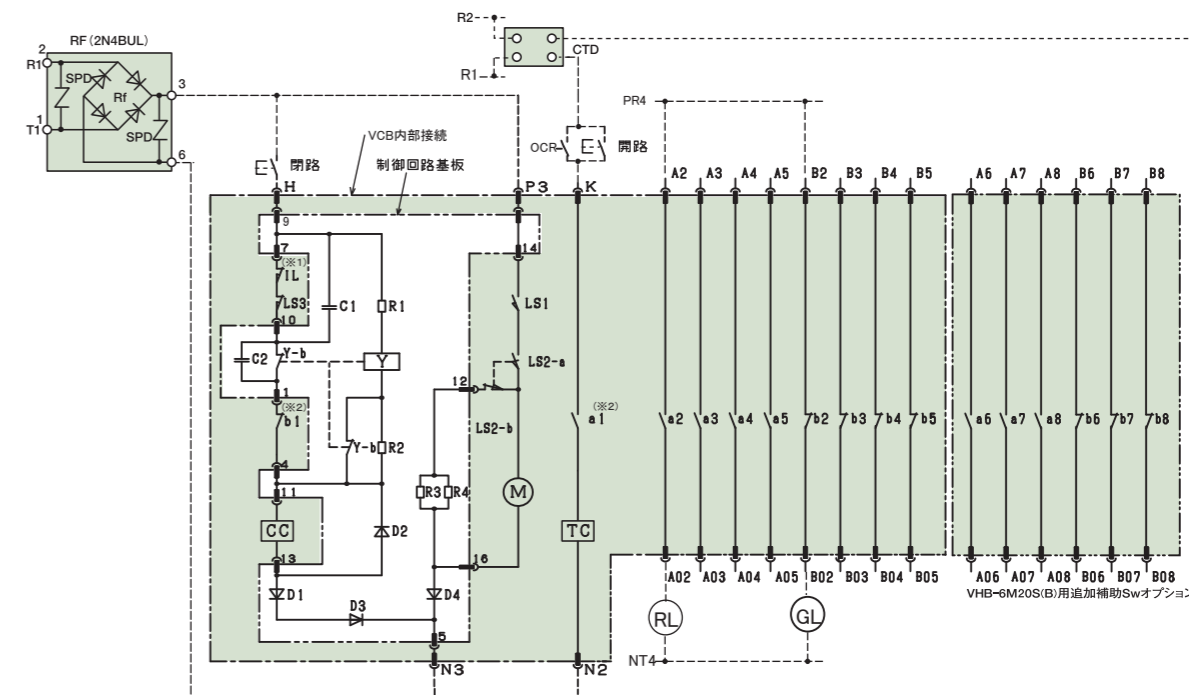 R2
RF(2N4BUL)
2
R1
SPD
Rf
3
SPD
1
T1
6
CTD
R1
PR4
VCB内部接続
制御回路基板
OCR
開路
閉路
H
P3
K
A2 A3 A4 A5 B2 B3 B4 B5
A6 A7 A8 B6 B7 B8
9
7
14
(※1)
IL
LS3
C1
R1
LS1
10
C2
Y-b
Y
LS2-a
12
1
(※2)
b1
LS2-b
a1
(※2)
a2 a3 a4 a5 b2 b3 b4 b5
a6 a7 a8 b6 b7 b8
Y-b
R2
4
11
R3
R4
M
CC
D2
TC
13
16
D1
D3
D4
5
N3
N2
A02 A03 A04 A05 B02 B03 B04 B05
A06 A07 A08 B06 B07 B08
VHB-6M20S(B)用追加補助Swオプション
RL
GL
NT4